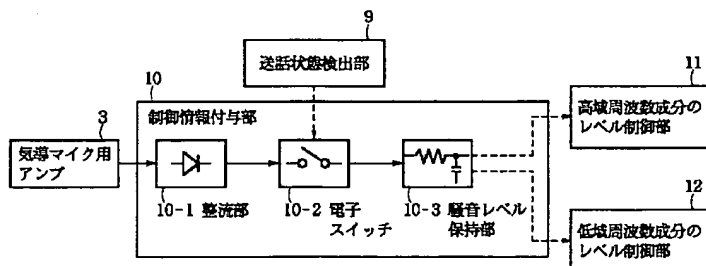 9
送話状態検出部
10
制御情報付与部
3
気導マイク用
アンプ
10-1 整流部
10-2 電子
スイッチ
10-3 騒音レベル
保持部
11
高域周波数成分の
レベル制御部
12
低域周波数成分の
レベル制御部